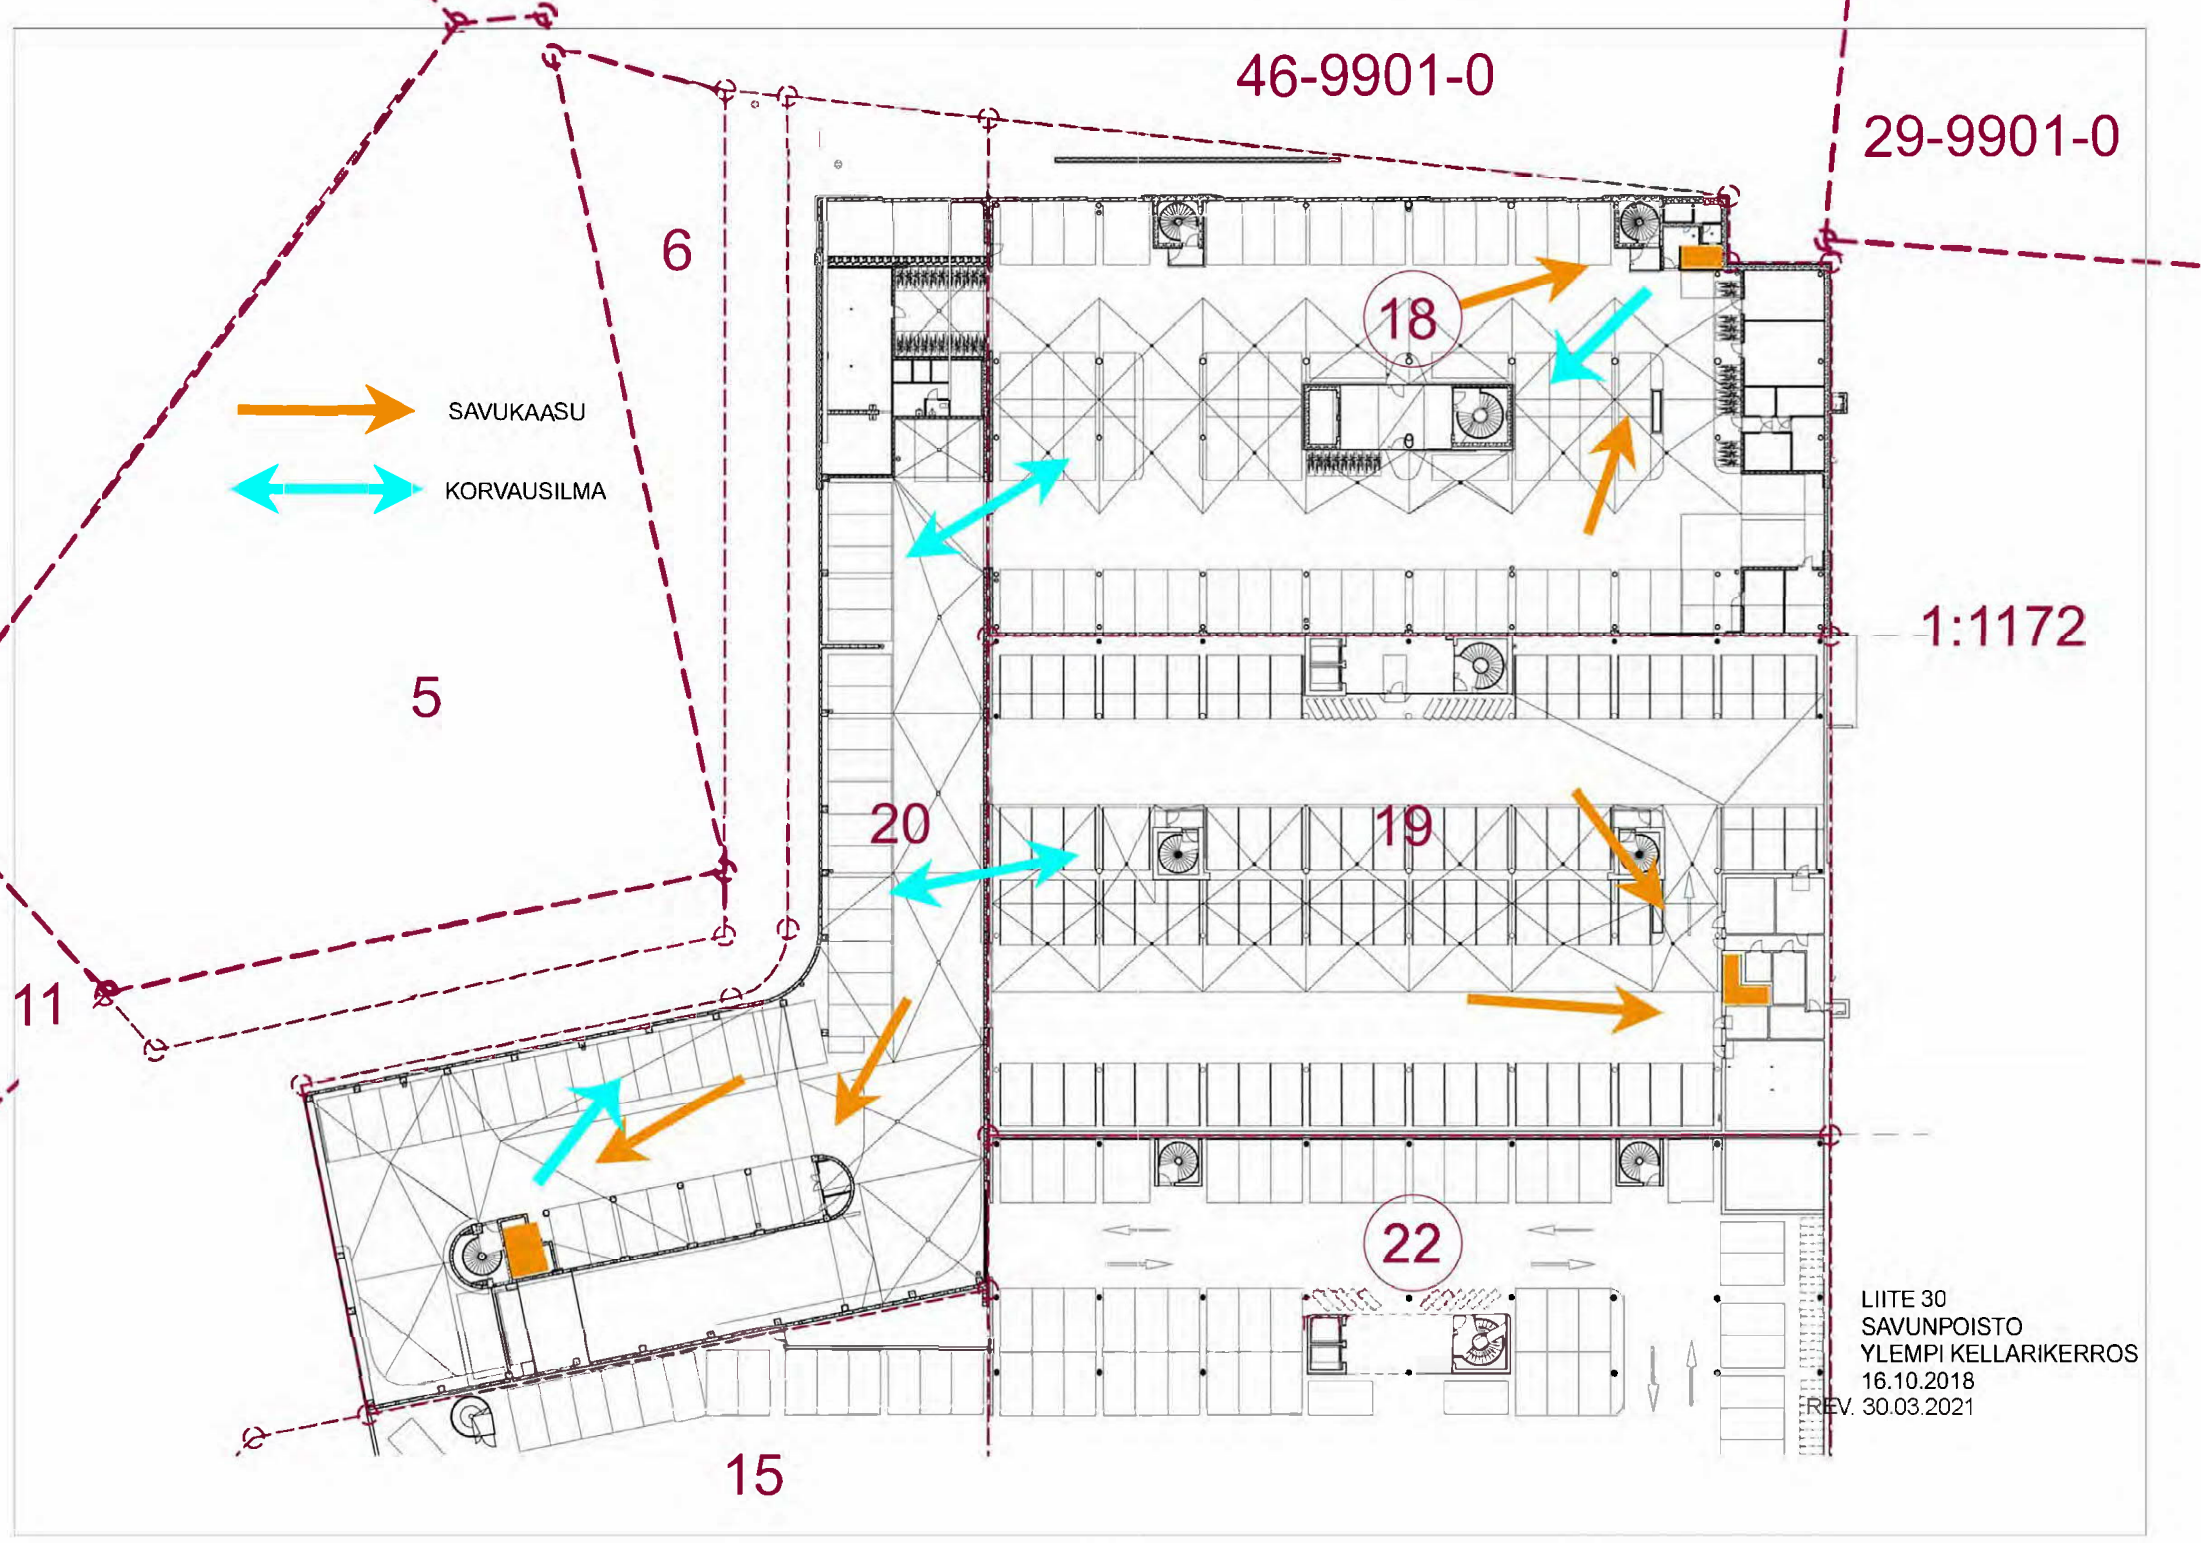 46-9901-0
29-9901-0
6
18
SAVUKAASU
KORVAUSILMA
1:1172
5
20
19
11
22
LIITE 30
SAVUNPOISTO
YLEMPI KELLARIKERROS
16.10.2018
REV. 30.03.2021
15